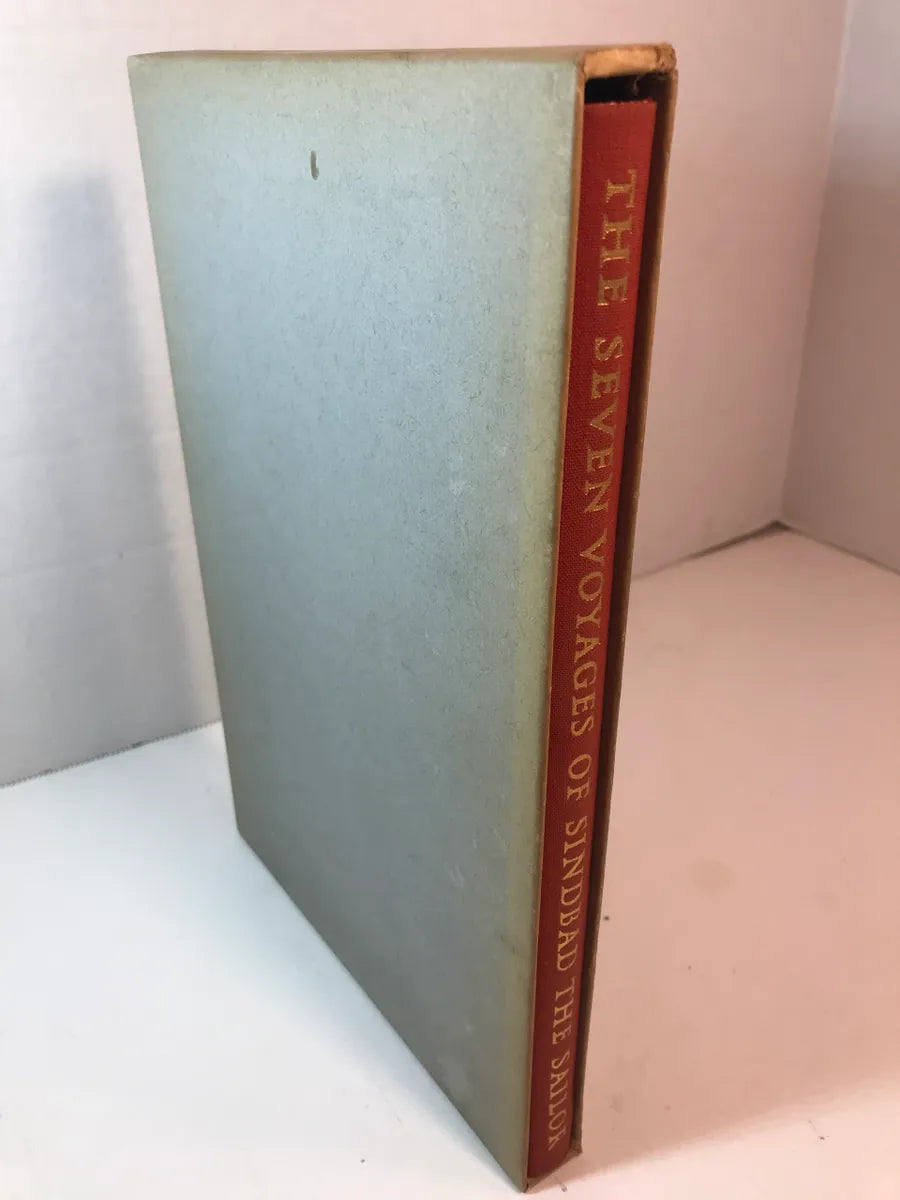 THE SEVEN VOYAGES OF SINDBAD THE SAILOR